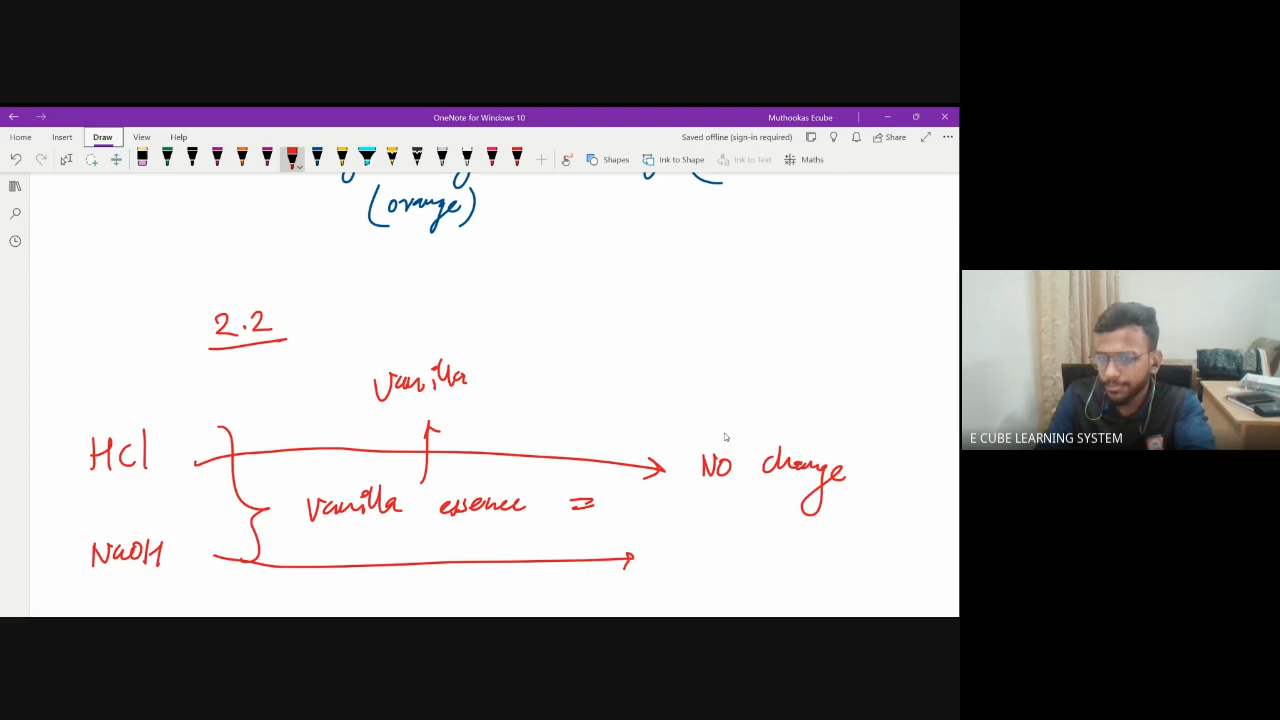 OneNote for Windows 10
Muthookas Ecube
Home Insert Draw View Help
Saved offline (sign-in required) Share
Shapes Ink to Shape Ink to Text Maths
(orange)
2.2
Vanilla
HCl
NO change
Vanilla essence =
NaOH
E CUBE LEARNING SYSTEM